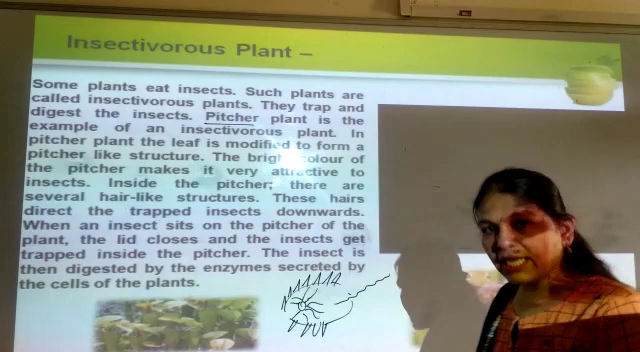 Insectivorous Plant –
Some plants eat insects. Such plants are
called insectivorous plants. They trap and
digest the insects. Pitcher plant is the
example of an insectivorous plant. In
pitcher plant the leaf is modified to form a
pitcher like structure. The bright colour of
the pitcher makes it very attractive to
insects. Inside the pitcher; there are
several hair-like structures. These hairs
direct the trapped insects downwards.
When an insect sits on the pitcher of the
plant, the lid closes and the insects get
trapped inside the pitcher. The insect is
then digested by the enzymes secreted by
the cells of the plants.